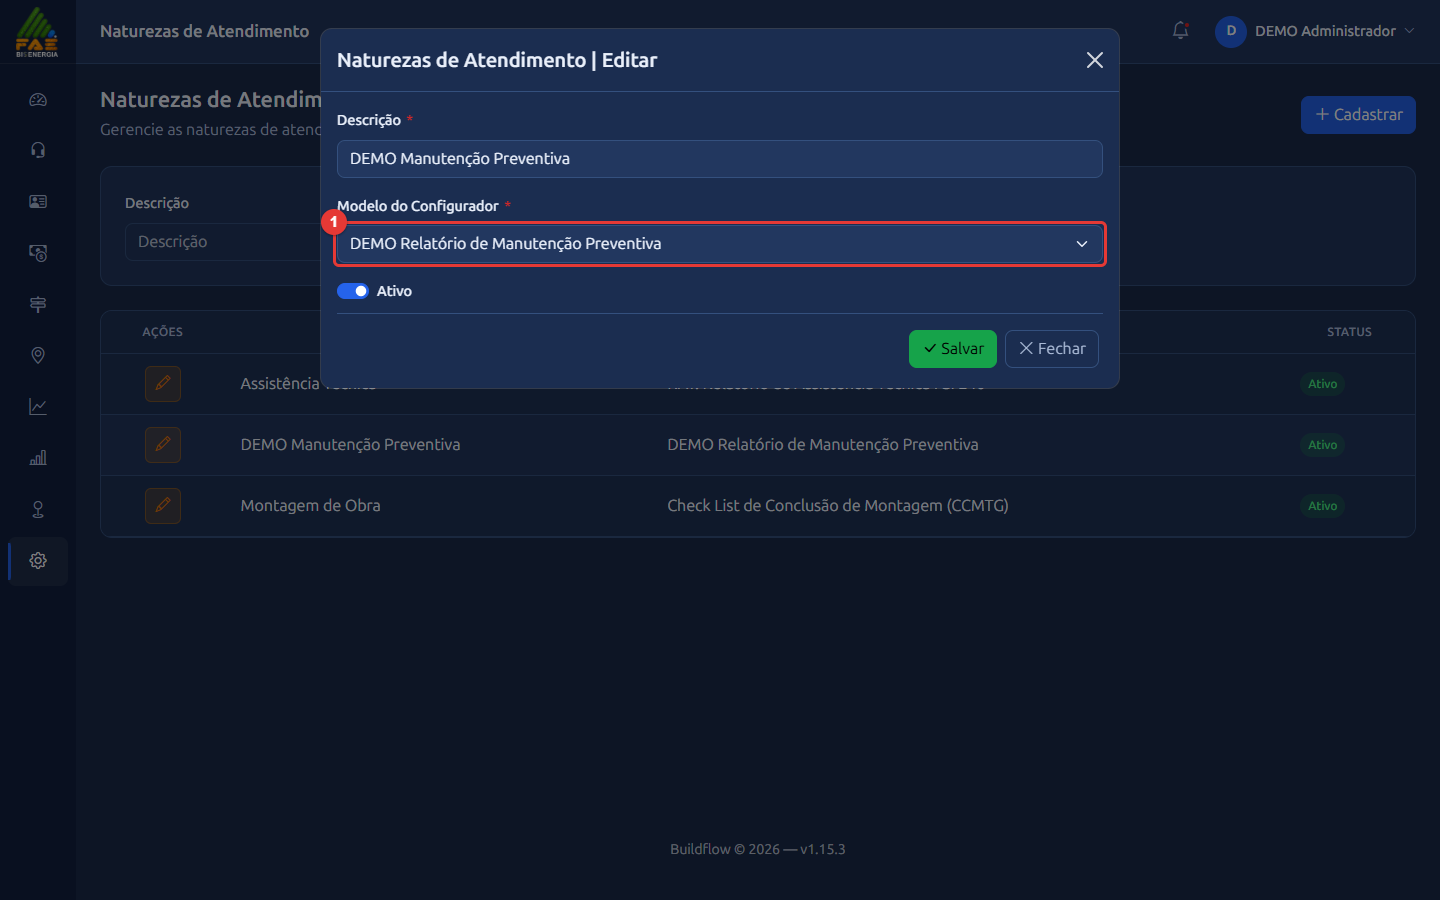 FAE
BIOENERGIA
Naturezas de Atendimento
D
DEMO Administrador
Naturezas de Atendimento | Editar
Naturezas de Atendim
Gerencie as naturezas de atend
+ Cadastrar
Descrição *
DEMO Manutenção Preventiva
Descrição
Descrição
Modelo do Configurador *
1
DEMO Relatório de Manutenção Preventiva
Ativo
Salvar
Fechar
AÇÕES
STATUS
Assistência
Ativo
DEMO Manutenção Preventiva
DEMO Relatório de Manutenção Preventiva
Ativo
Montagem de Obra
Check List de Conclusão de Montagem (CCMTG)
Ativo
Buildflow © 2026 — v1.15.3